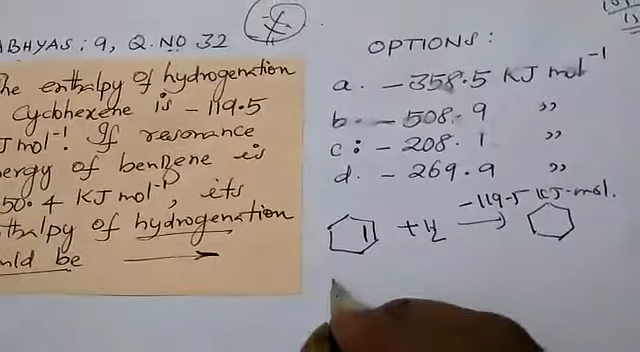 ABHYAS: 9, Q.NO 32
he enthalpy of hydrogenation
Cyclohexene is -119.5
J mol⁻¹. If resonance
ergy of benzene is
50.4 KJ mol⁻¹, its
thalpy of hydrogenation
uld be →
OPTIONS:
a. -358.5 KJ mol⁻¹
b. -508.9 ,,
c: -208.1 ,,
d. -269.9 ,,
-119.5 KJ-mol.
+H₂ →